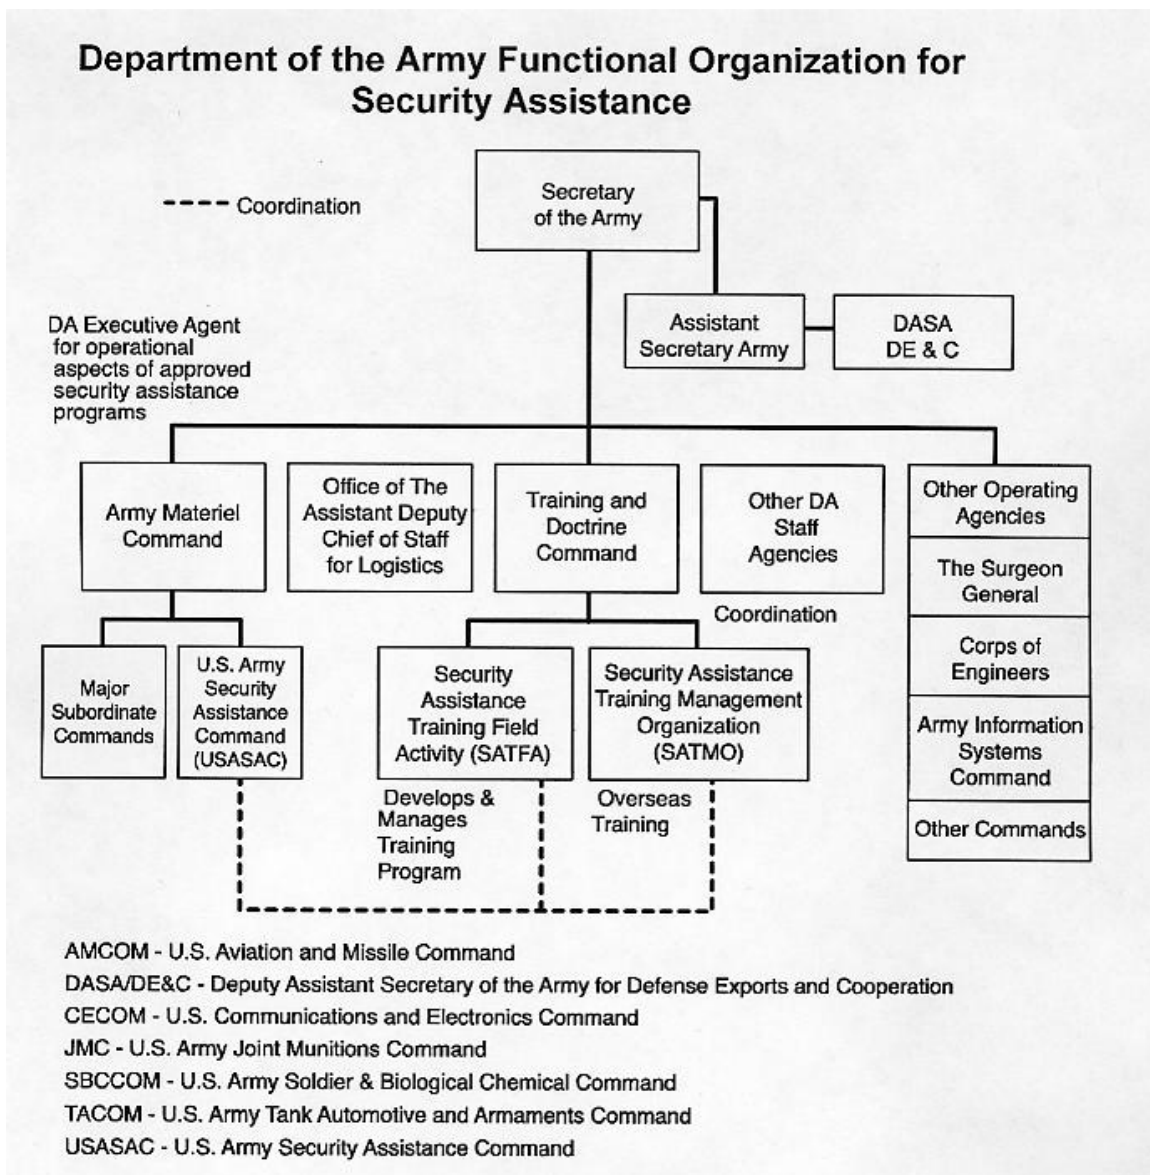 Department of the Army Functional Organization for
Security Assistance
Coordination
Secretary
of the Army
Assistant
Secretary Army
DASA
DE & C
DA Executive Agent
for operational
aspects of approved
security assistance
programs
Army Materiel
Command
Office of The
Assistant Deputy
Chief of Staff
for Logistics
Training and
Doctrine
Command
Other DA
Staff
Agencies
Coordination
Other Operating
Agencies
The Surgeon
General
Corps of
Engineers
Army Information
Systems
Command
Other Commands
Major
Subordinate
Commands
U.S. Army
Security
Assistance
Command
(USASAC)
Security
Assistance
Training Field
Activity (SATFA)
Develops &
Manages
Training
Program
Security Assistance
Training Management
Organization
(SATMO)
Overseas
Training
AMCOM - U.S. Aviation and Missile Command
DASA/DE&C - Deputy Assistant Secretary of the Army for Defense Exports and Cooperation
CECOM - U.S. Communications and Electronics Command
JMC - U.S. Army Joint Munitions Command
SBCCOM - U.S. Army Soldier & Biological Chemical Command
TACOM - U.S. Army Tank Automotive and Armaments Command
USASAC - U.S. Army Security Assistance Command